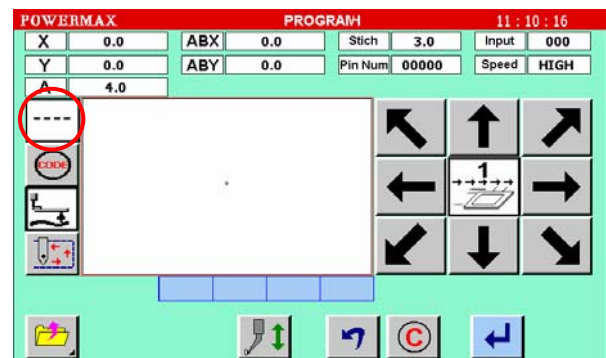 POWERMAX PROGRAM 11 : 10 : 16
X 0.0 ABX 0.0 Stich 3.0 Input 000
Y 0.0 ABY 0.0 Pin Num 00000 Speed HIGH
A 4.0
----
CODE
1
C